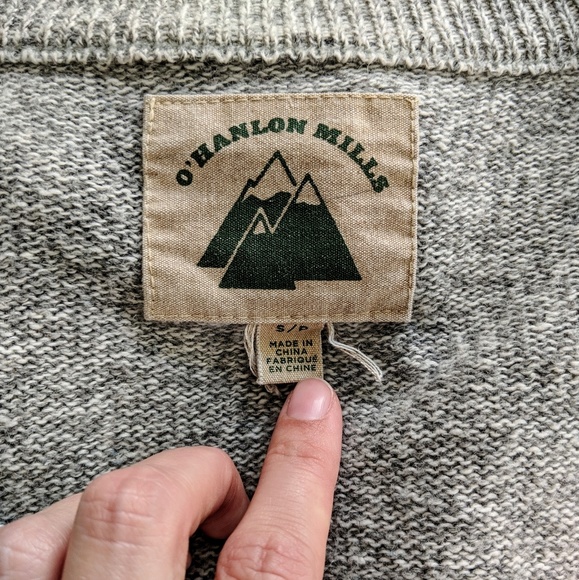 O'HANLON MILLS
S/P
MADE IN
CHINA
FABRIQUÉ
EN CHINE